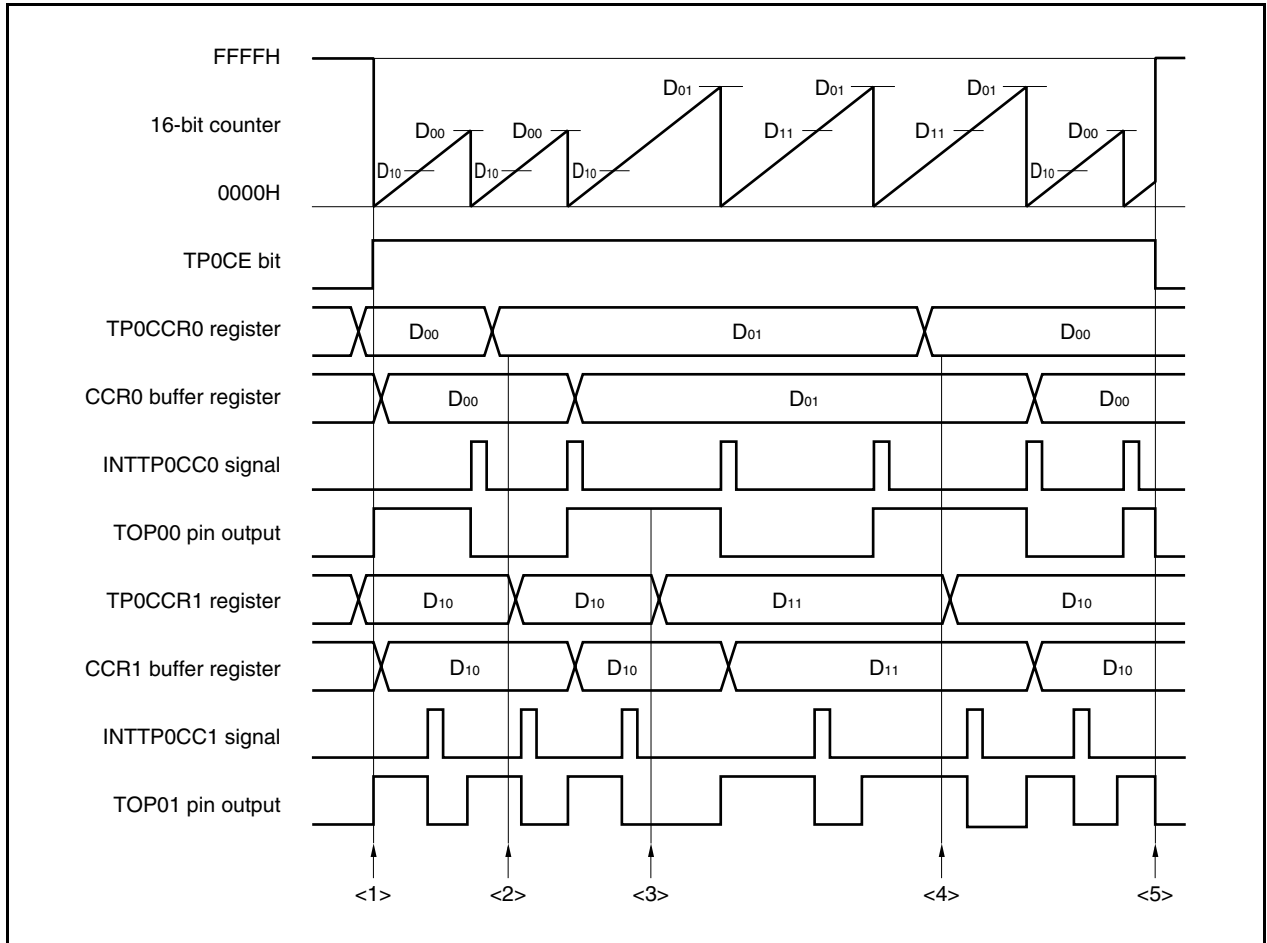 FFFFH
16-bit counter
0000H
D00 D00 D01 D01 D01 D00
D10 D10 D10 D11 D11 D10
TP0CE bit
TP0CCR0 register D00 D01 D00
CCR0 buffer register D00 D01 D00
INTTP0CC0 signal
TOP00 pin output
TP0CCR1 register D10 D10 D11 D10
CCR1 buffer register D10 D10 D11 D10
INTTP0CC1 signal
TOP01 pin output
<1> <2> <3> <4> <5>